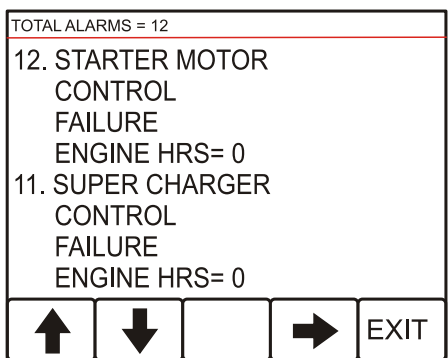 TOTAL ALARMS = 12
12. STARTER MOTOR
CONTROL
FAILURE
ENGINE HRS= 0
11. SUPER CHARGER
CONTROL
FAILURE
ENGINE HRS= 0
EXIT